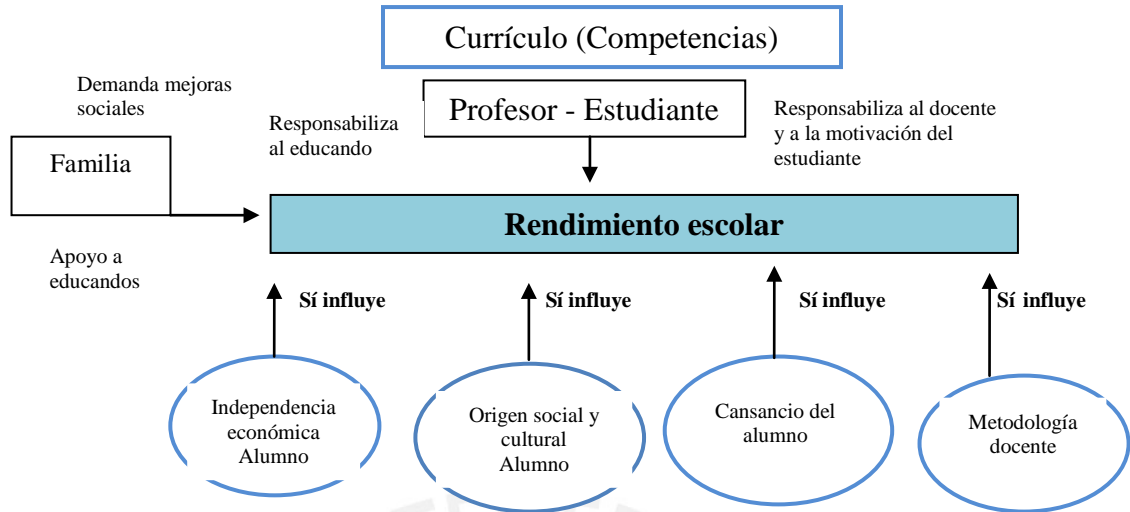 Currículo (Competencias)
Demanda mejoras
sociales
Responsabiliza
al educando
Profesor - Estudiante
Responsabiliza al docente
y a la motivación del
estudiante
Familia
Rendimiento escolar
Apoyo a
educandos
Sí influye
Sí influye
Sí influye
Sí influye
Independencia
económica
Alumno
Origen social y
cultural
Alumno
Cansancio del
alumno
Metodología
docente